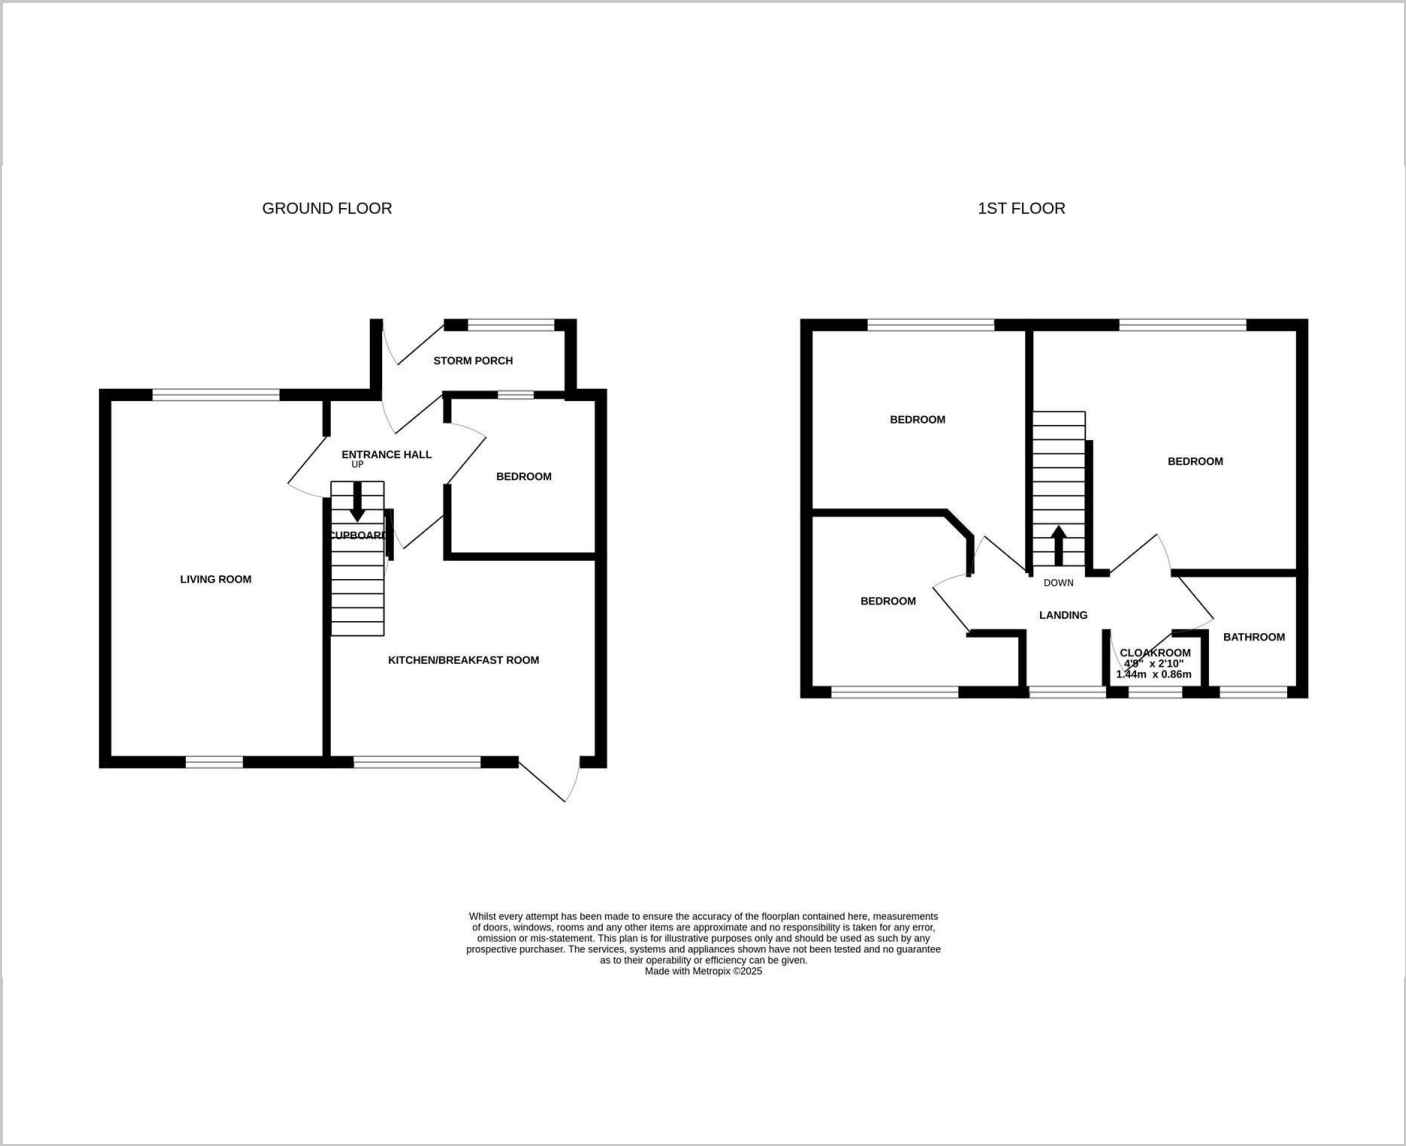 GROUND FLOOR
1ST FLOOR
STORM PORCH
ENTRANCE HALL
UP
BEDROOM
CUPBOARD
LIVING ROOM
KITCHEN/BREAKFAST ROOM
BEDROOM
BEDROOM
BEDROOM
DOWN
LANDING
BATHROOM
CLOAKROOM
4'9" x 2'10"
1.44m x 0.86m
Whilst every attempt has been made to ensure the accuracy of the floorplan contained here, measurements
of doors, windows, rooms and any other items are approximate and no responsibility is taken for any error,
omission or mis-statement. This plan is for illustrative purposes only and should be used as such by any
prospective purchaser. The services, systems and appliances shown have not been tested and no guarantee
as to their operability or efficiency can be given.
Made with Metropix ©2025